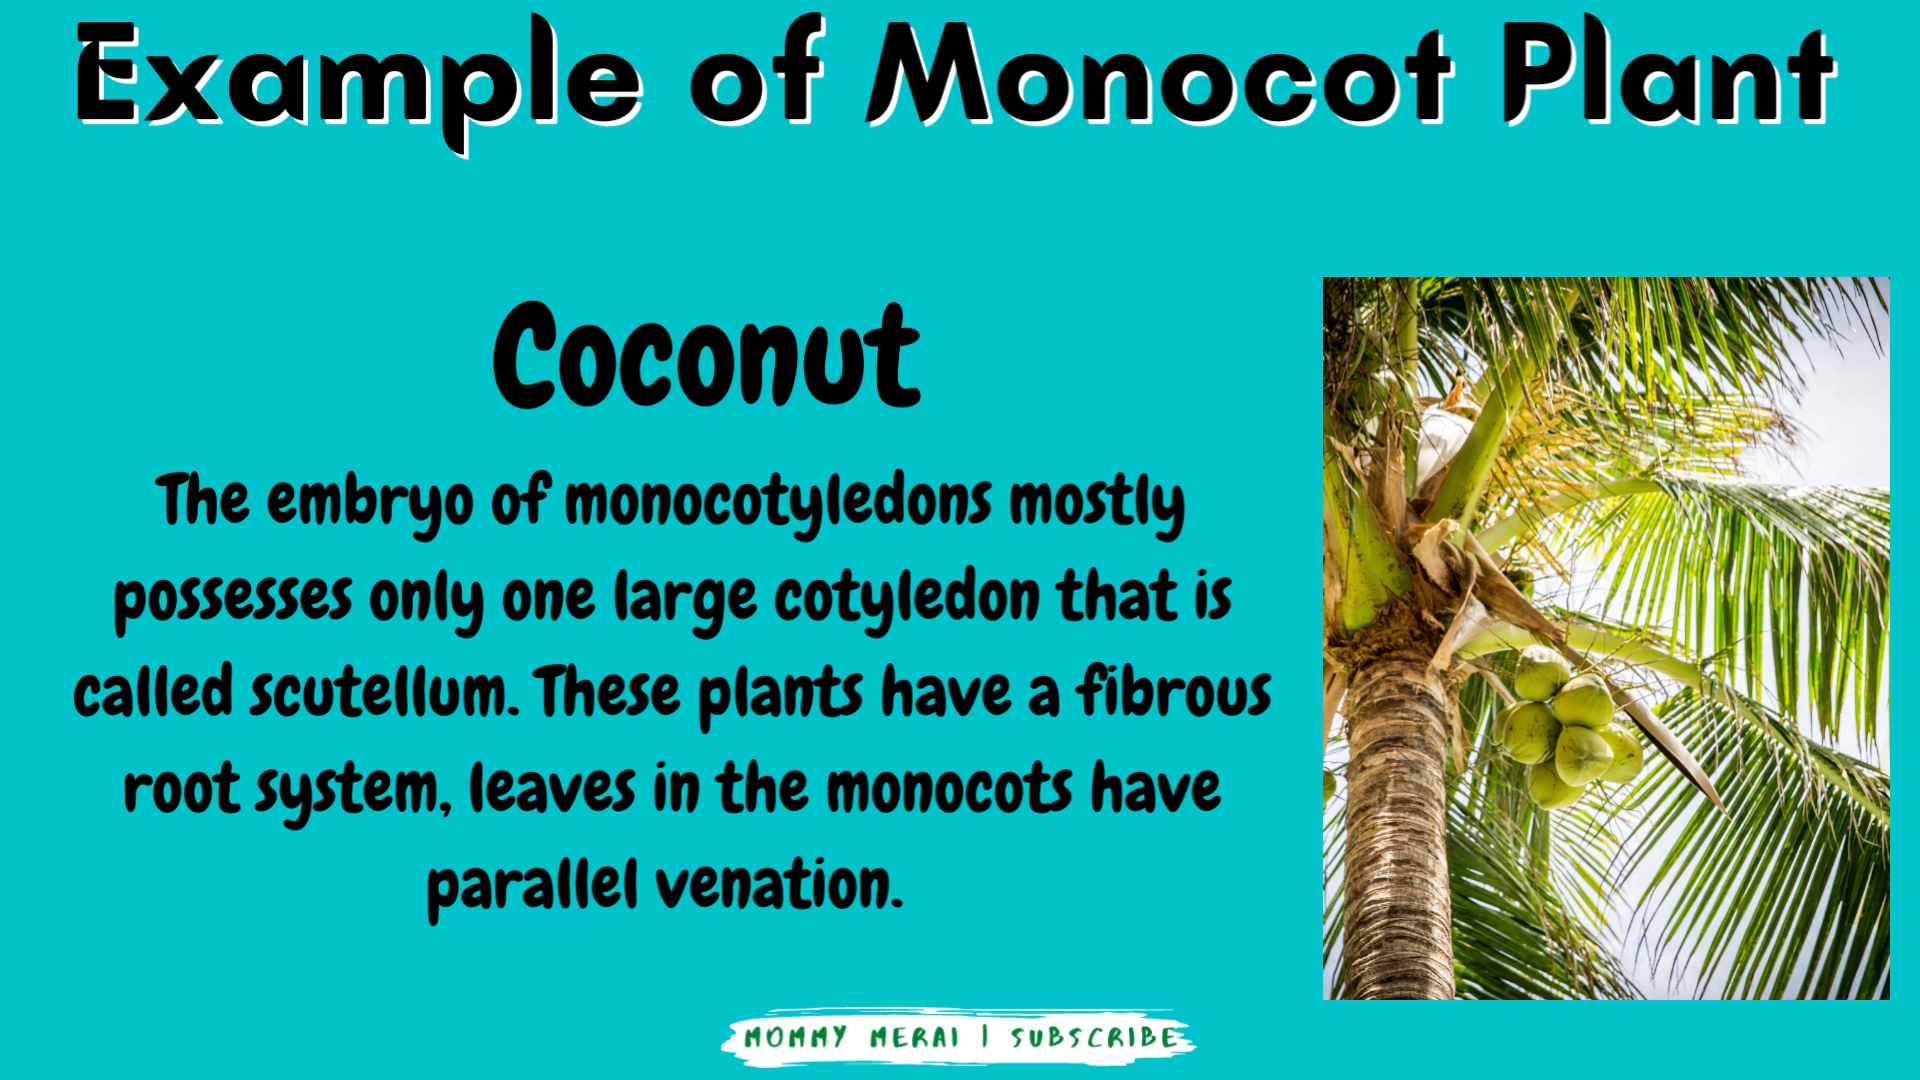 Example of Monocot Plant
Coconut
The embryo of monocotyledons mostly
possesses only one large cotyledon that is
called scutellum. These plants have a fibrous
root system, leaves in the monocots have
parallel venation.
MOMMY MERAI | SUBSCRIBE